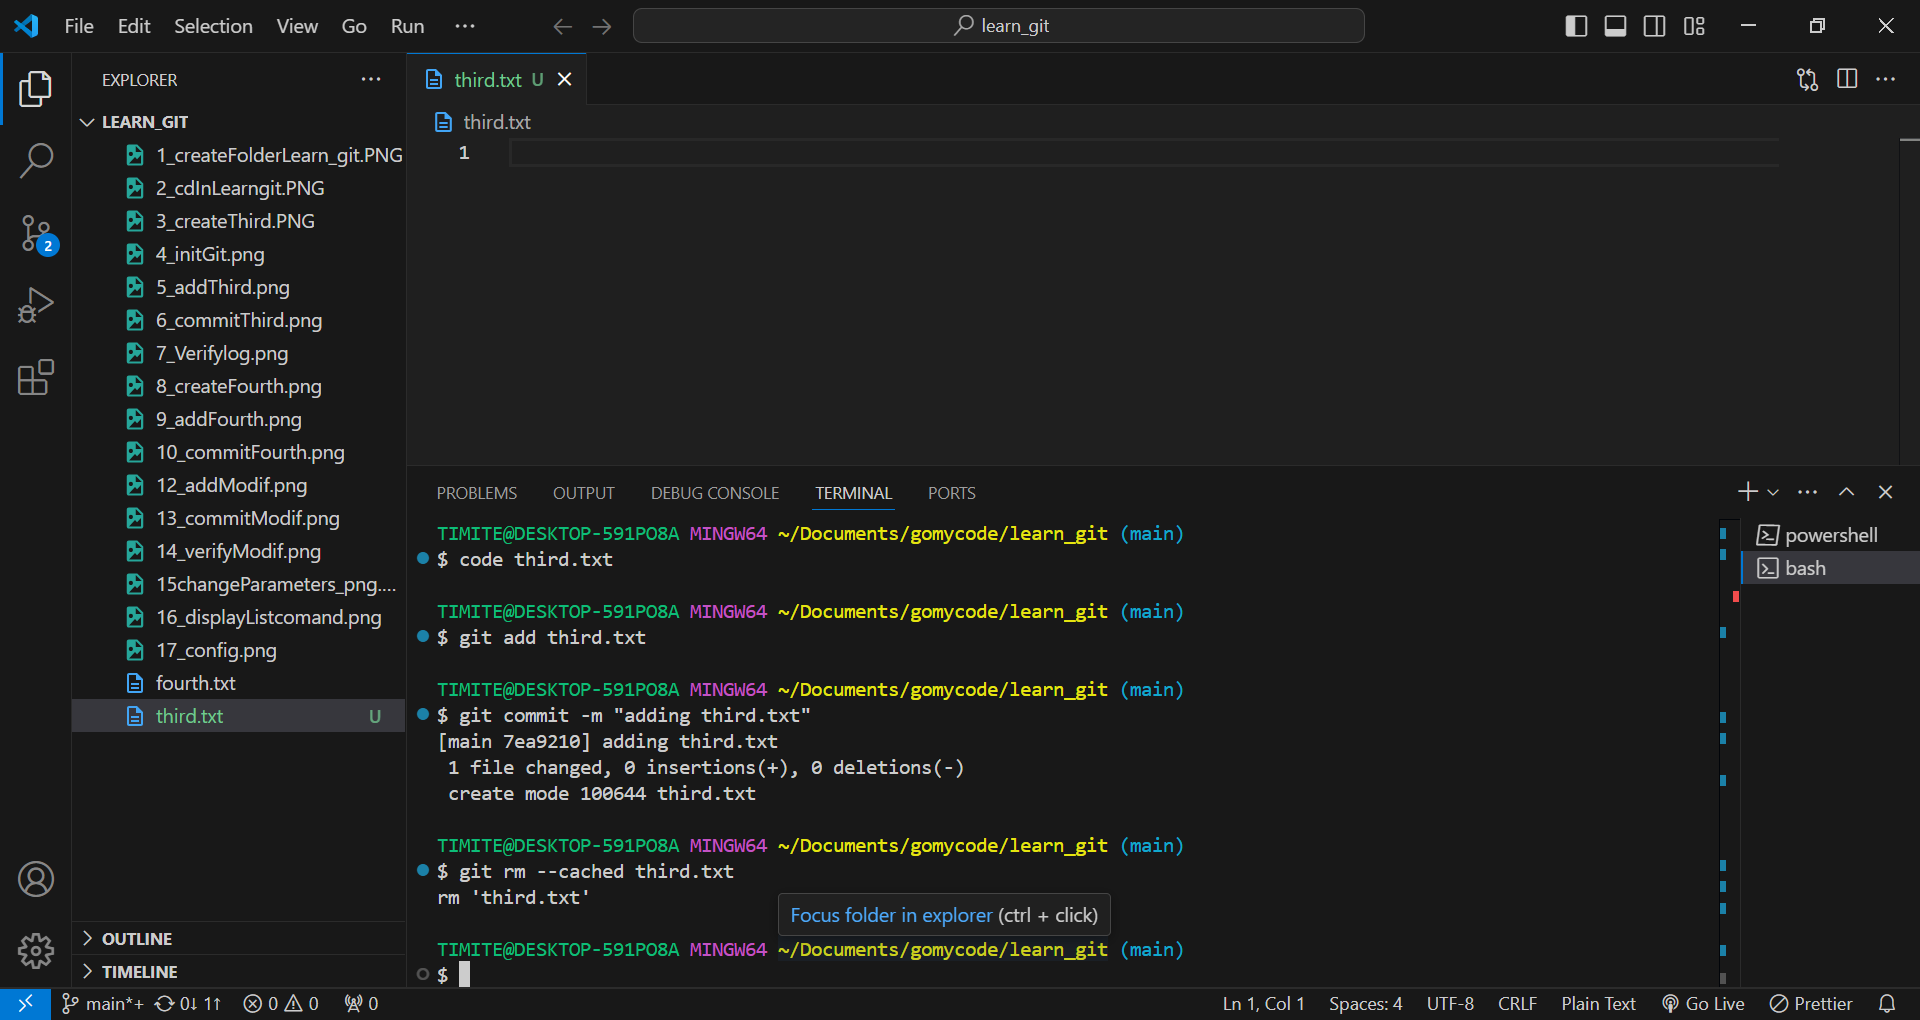 File Edit Selection View Go Run ··· learn_git
EXPLORER ···
LEARN_GIT
1_createFolderLearn_git.PNG
2_cdInLearngit.PNG
3_createThird.PNG
4_initGit.png
5_addThird.png
6_commitThird.png
7_Verifylog.png
8_createFourth.png
9_addFourth.png
10_commitFourth.png
12_addModif.png
13_commitModif.png
14_verifyModif.png
15changeParameters_png....
16_displayListcomand.png
17_config.png
fourth.txt
third.txt U
OUTLINE
TIMELINE
2
third.txt U
third.txt
1
PROBLEMS OUTPUT DEBUG CONSOLE TERMINAL PORTS
TIMITE@DESKTOP-591PO8A MINGW64 ~/Documents/gomycode/learn_git (main)
$ code third.txt
TIMITE@DESKTOP-591PO8A MINGW64 ~/Documents/gomycode/learn_git (main)
$ git add third.txt
TIMITE@DESKTOP-591PO8A MINGW64 ~/Documents/gomycode/learn_git (main)
$ git commit -m "adding third.txt"
[main 7ea9210] adding third.txt
1 file changed, 0 insertions(+), 0 deletions(-)
create mode 100644 third.txt
TIMITE@DESKTOP-591PO8A MINGW64 ~/Documents/gomycode/learn_git (main)
$ git rm --cached third.txt
rm 'third.txt'
Focus folder in explorer (ctrl + click)
TIMITE@DESKTOP-591PO8A MINGW64 ~/Documents/gomycode/learn_git (main)
$
powershell
bash
main*+ 0↓ 1↑ 0 0 0 Ln 1, Col 1 Spaces: 4 UTF-8 CRLF Plain Text Go Live Prettier